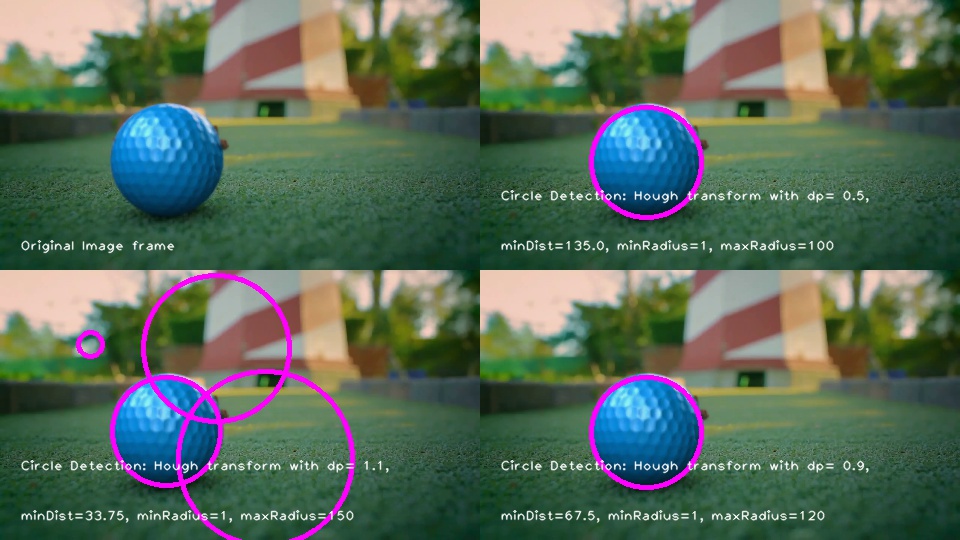 Original Image frame
Circle Detection: Hough transform with dp= 0.5,
minDist=135.0, minRadius=1, maxRadius=100
Circle Detection: Hough transform with dp= 1.1,
minDist=33.75, minRadius=1, maxRadius=150
Circle Detection: Hough transform with dp= 0.9,
minDist=67.5, minRadius=1, maxRadius=120